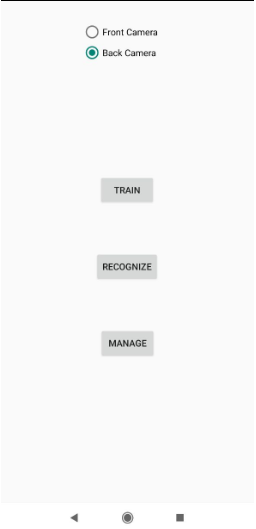 Front Camera
Back Camera
TRAIN
RECOGNIZE
MANAGE